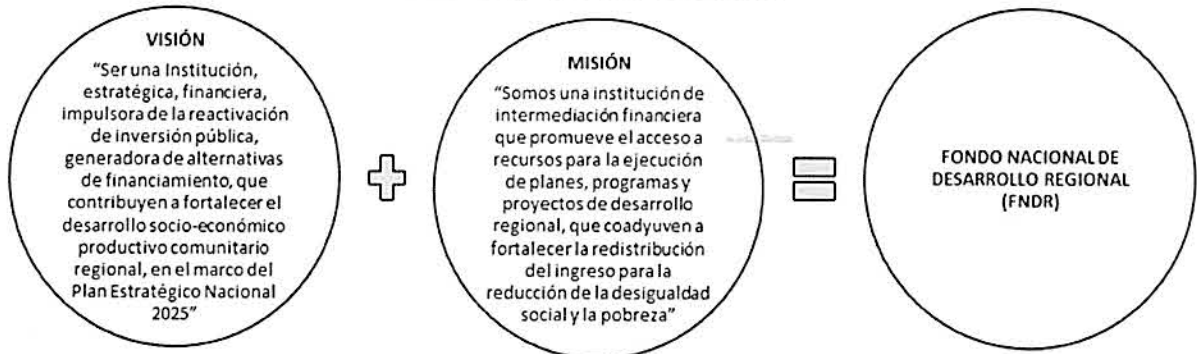 VISIÓN
"Ser una Institución,
estratégica, financiera,
impulsora de la reactivación
de inversión pública,
generadora de alternativas
de financiamiento, que
contribuyen a fortalecer el
desarrollo socio-económico
productivo comunitario
regional, en el marco del
Plan Estratégico Nacional
2025"
MISIÓN
"Somos una institución de
intermediación financiera
que promueve el acceso a
recursos para la ejecución
de planes, programas y
proyectos de desarrollo
regional, que coadyuven a
fortalecer la redistribución
del ingreso para la
reducción de la desigualdad
social y la pobreza"
FONDO NACIONAL DE
DESARROLLO REGIONAL
(FNDR)